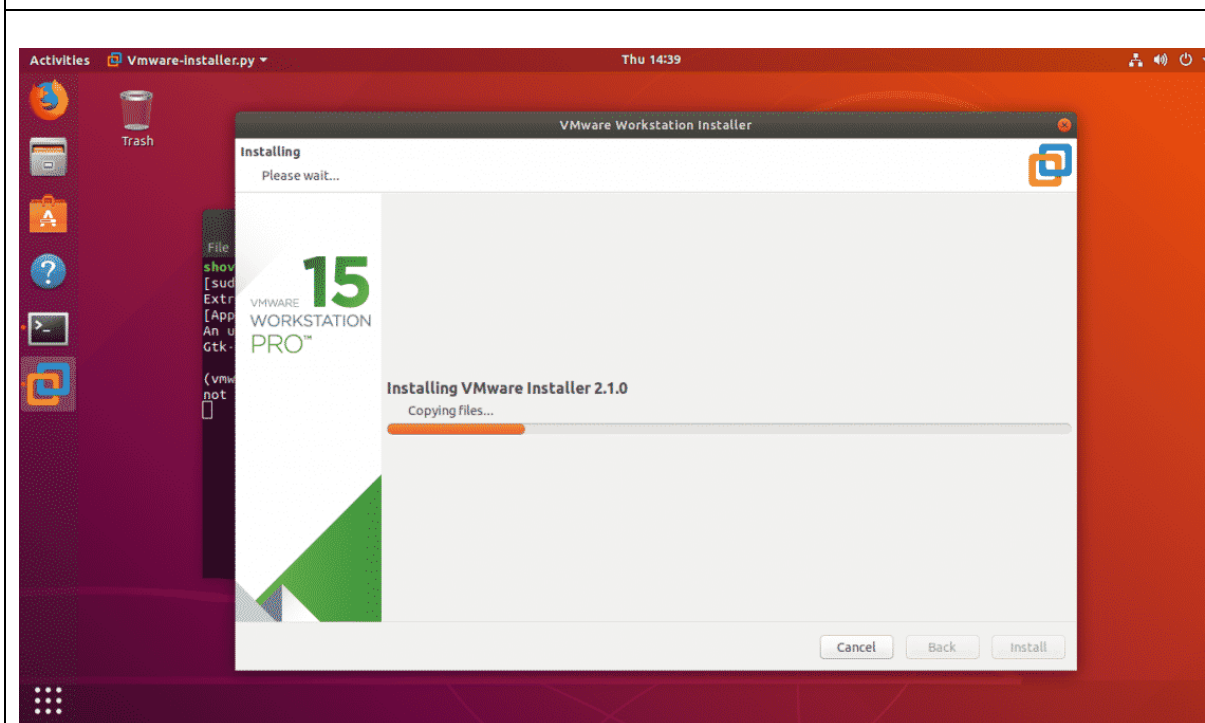 Activities Vmware-installer.py Thu 14:39
Trash
VMware Workstation Installer
Installing
Please wait...
File
shov
[sud
Extr
[App
An u
Gtk-
(vmw
not
VMWARE 15
WORKSTATION
PRO™
Installing VMware Installer 2.1.0
Copying files...
Cancel Back Install